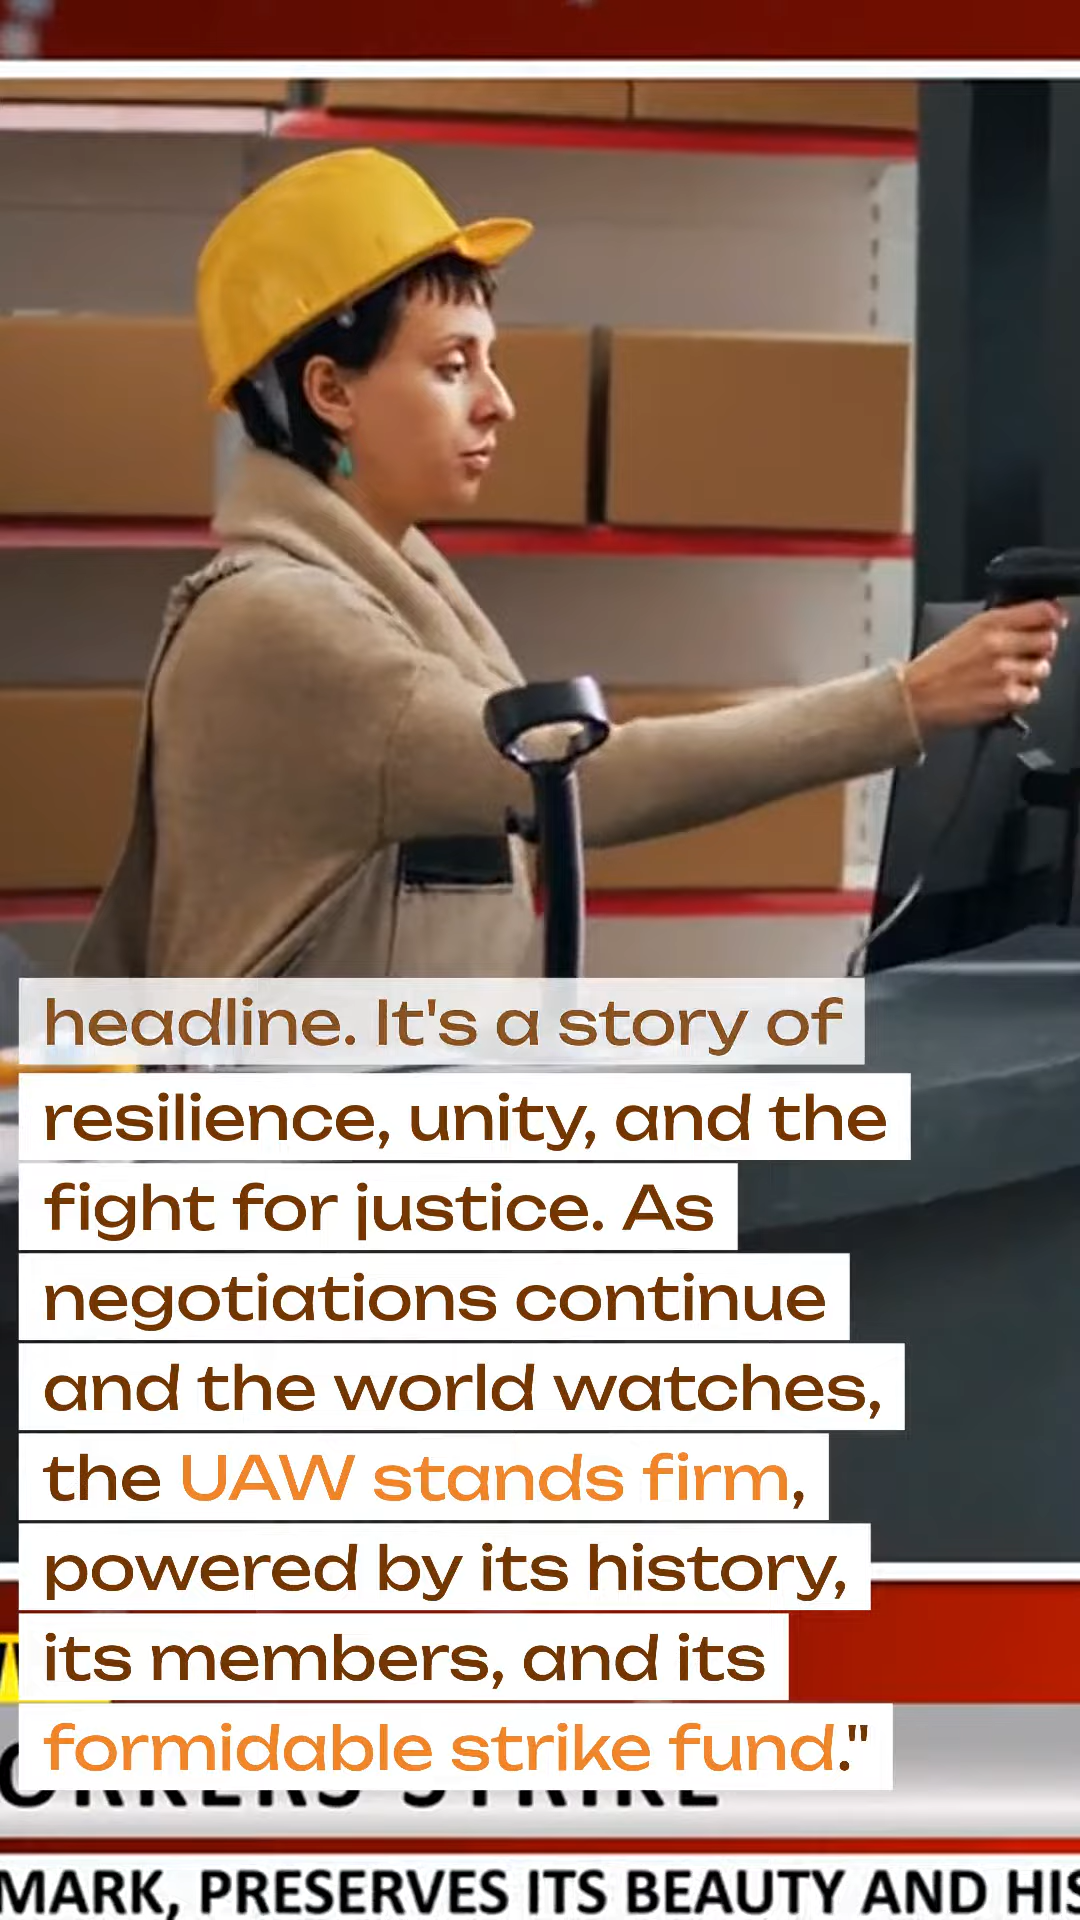 headline. It's a story of
resilience, unity, and the
fight for justice. As
negotiations continue
and the world watches,
the UAW stands firm,
powered by its history,
its members, and its
formidable strike fund."
ORKERS STRIKE
MARK, PRESERVES ITS BEAUTY AND HIS